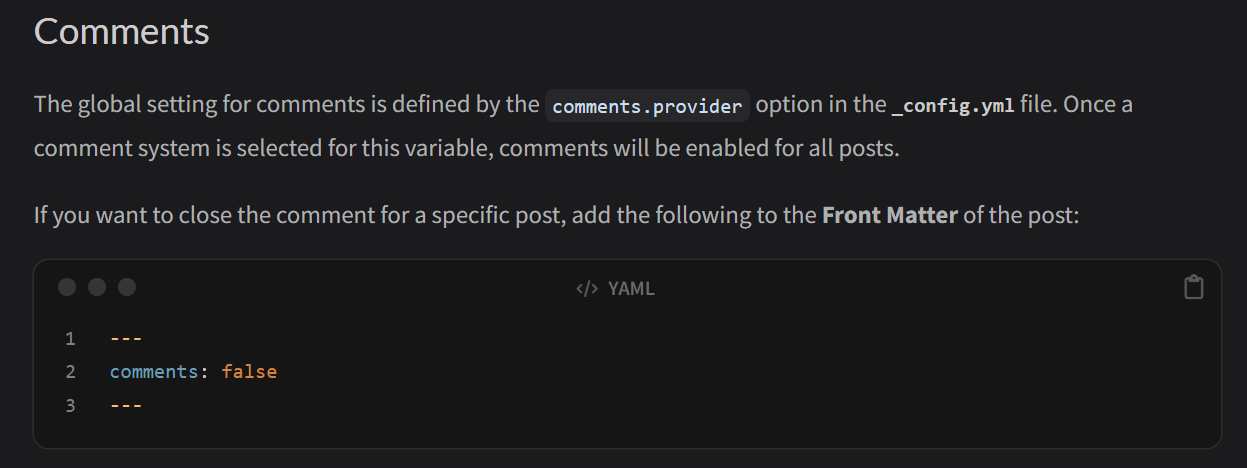 Comments
The global setting for comments is defined by the comments.provider option in the _config.yml file. Once a
comment system is selected for this variable, comments will be enabled for all posts.
If you want to close the comment for a specific post, add the following to the Front Matter of the post:
</> YAML
1 ---
2 comments: false
3 ---